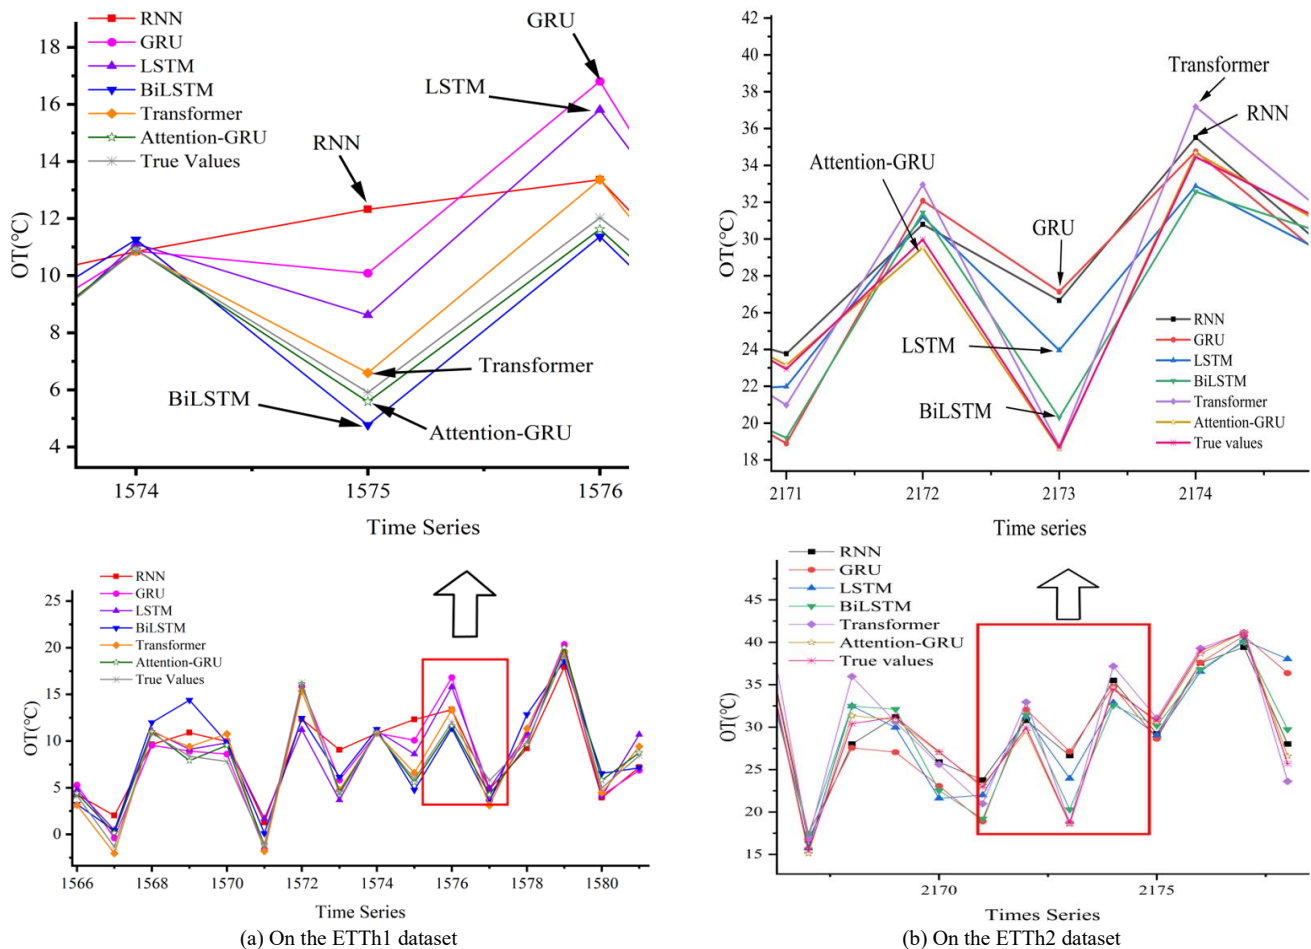 RNN
GRU
LSTM
BiLSTM
Transformer
Attention-GRU
True Values
GRU
LSTM
RNN
Transformer
BiLSTM
Attention-GRU
18
16
14
12
10
8
6
4
OT(℃)
1574
1575
1576
Time Series
42
40
38
36
34
32
30
28
26
24
22
20
18
OT(℃)
Transformer
RNN
Attention-GRU
GRU
LSTM
BiLSTM
RNN
GRU
LSTM
BiLSTM
Transformer
Attention-GRU
True values
2171
2172
2173
2174
Time series
RNN
GRU
LSTM
BiLSTM
Transformer
Attention-GRU
True Values
25
20
15
10
5
0
OT(℃)
1566
1568
1570
1572
1574
1576
1578
1580
Time Series
(a) On the ETTh1 dataset
RNN
GRU
LSTM
BiLSTM
Transformer
Attention-GRU
True values
45
40
35
30
25
20
15
OT(℃)
2170
2175
Times Series
(b) On the ETTh2 dataset